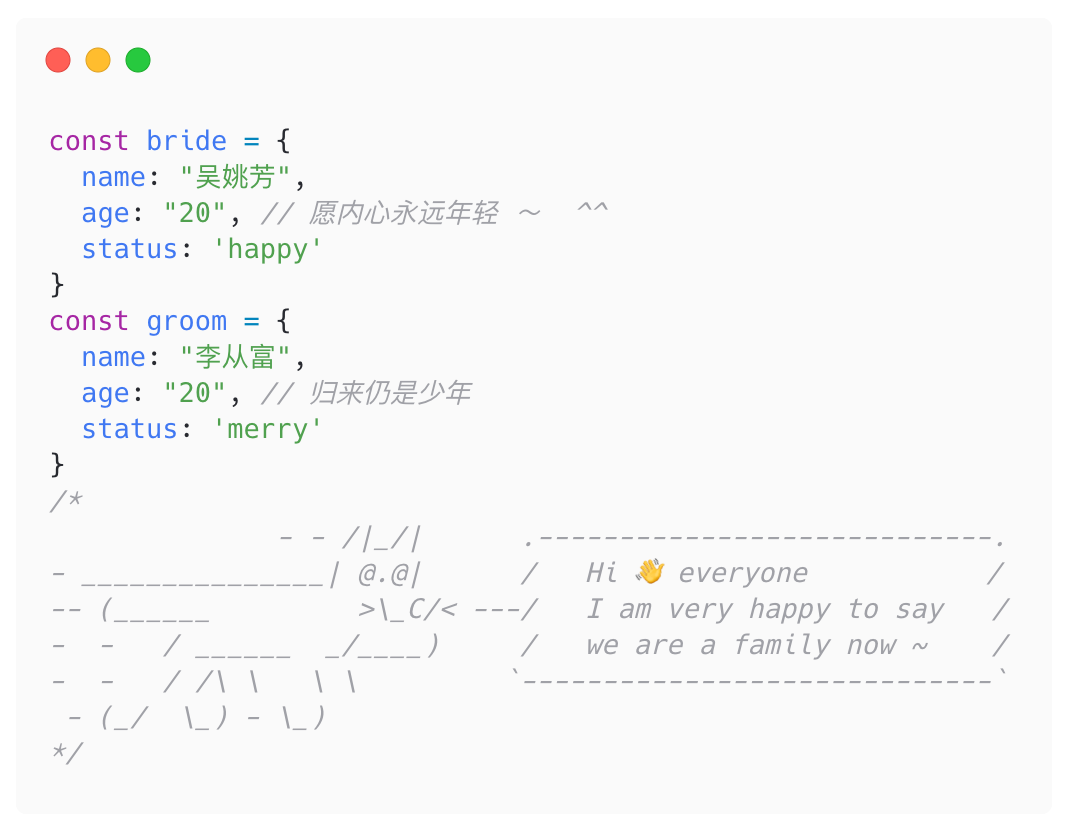 const bride = {
  name: "吴姚芳",
  age: "20", // 愿内心永远年轻 ～  ^^
  status: 'happy'
}
const groom = {
  name: "李从富",
  age: "20", // 归来仍是少年
  status: 'merry'
}
/*
              - - /|_/|      .----------------------------.
- _______________| @.@|      /   Hi 👋 everyone           /
-- (______         >\_C/< ---/   I am very happy to say   /
-  -   / ______  _/____)     /   we are a family now ~    /
-  -   / /\ \   \ \         `-----------------------------`
 - (_/  \_) - \_)
*/